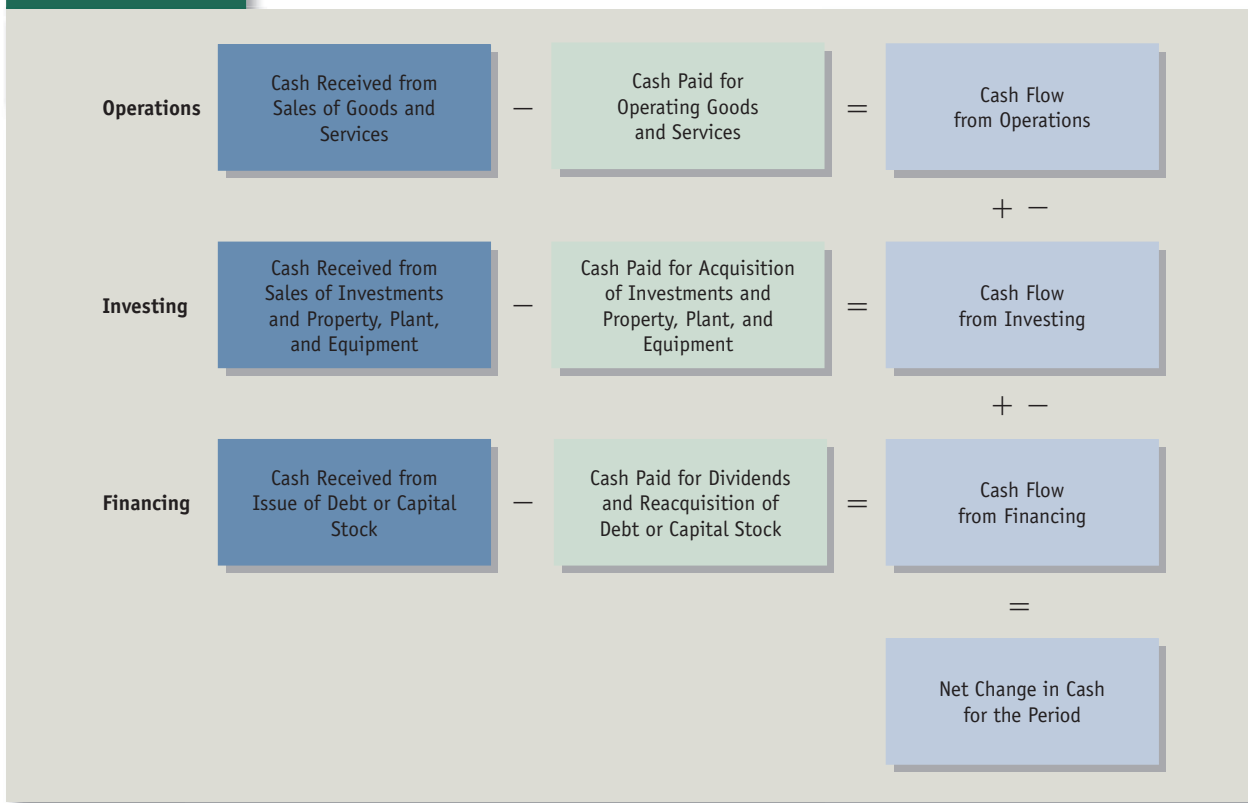 Operations
Cash Received from
Sales of Goods and
Services
−
Cash Paid for
Operating Goods
and Services
=
Cash Flow
from Operations
+ −
Investing
Cash Received from
Sales of Investments
and Property, Plant,
and Equipment
−
Cash Paid for Acquisition
of Investments and
Property, Plant, and
Equipment
=
Cash Flow
from Investing
+ −
Financing
Cash Received from
Issue of Debt or Capital
Stock
−
Cash Paid for Dividends
and Reacquisition of
Debt or Capital Stock
=
Cash Flow
from Financing
=
Net Change in Cash
for the Period